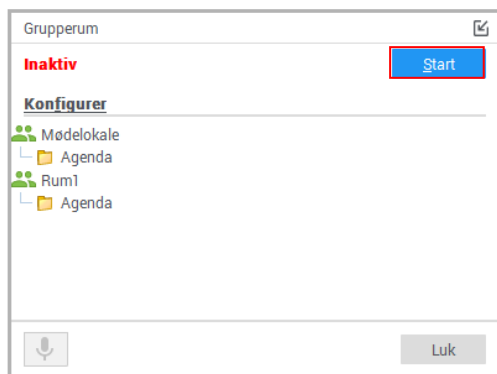 Grupperum
Inaktiv
Start
Konfigurer
Mødelokale
Agenda
Rum1
Agenda
Luk